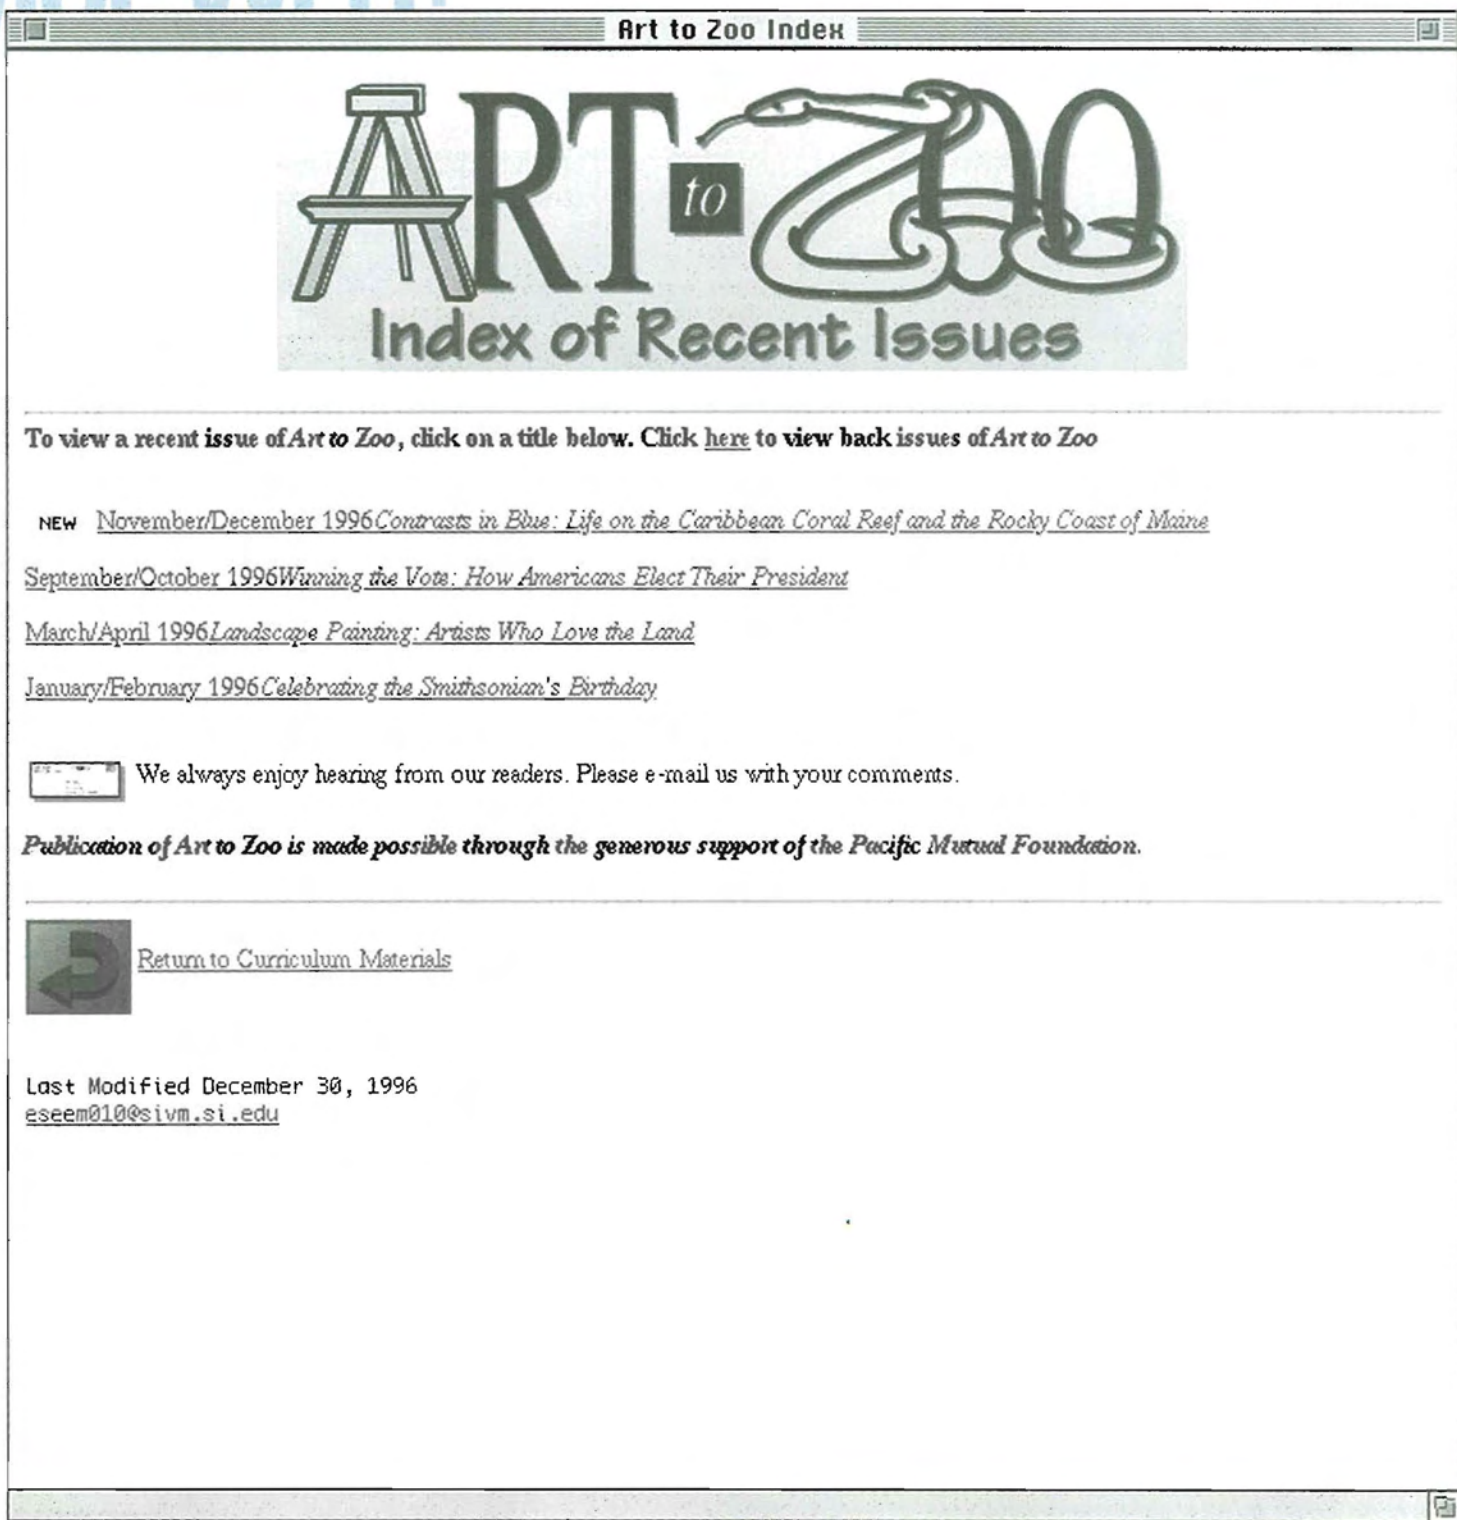 Art to Zoo Index
ART to ZOO
Index of Recent Issues
To view a recent issue of Art to Zoo, click on a title below. Click here to view back issues of Art to Zoo
NEW November/December 1996 Contrasts in Blue: Life on the Caribbean Coral Reef and the Rocky Coast of Maine
September/October 1996 Winning the Vote: How Americans Elect Their President
March/April 1996 Landscape Painting: Artists Who Love the Land
January/February 1996 Celebrating the Smithsonian's Birthday
We always enjoy hearing from our readers. Please e-mail us with your comments.
Publication of Art to Zoo is made possible through the generous support of the Pacific Mutual Foundation.
Return to Curriculum Materials
Last Modified December 30, 1996
eseem010@sivm.si.edu